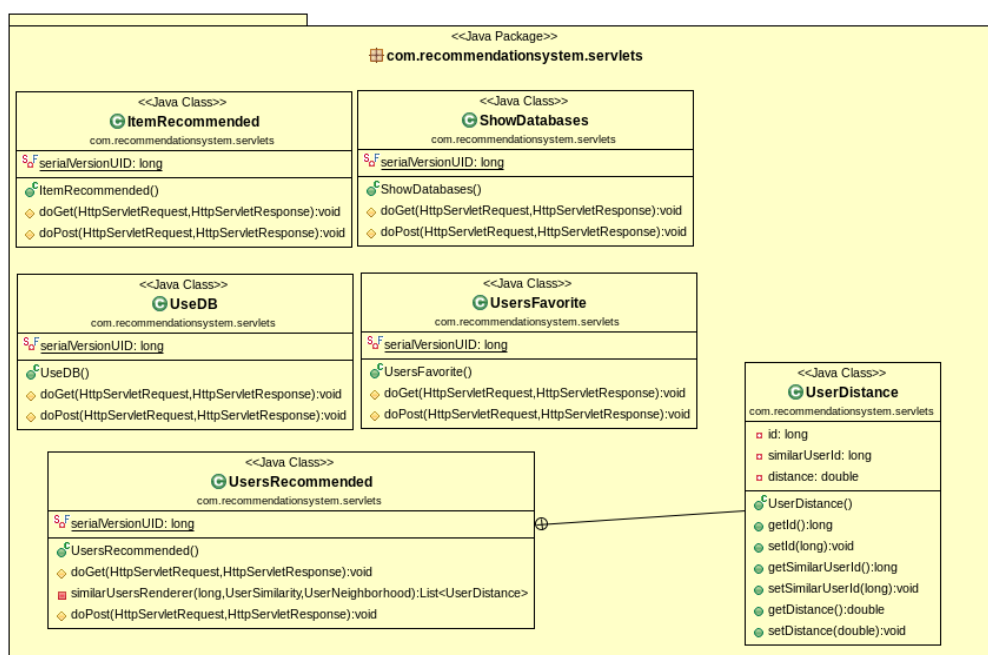 <<Java Package>>
com.recommendationsystem.servlets
<<Java Class>>
ItemRecommended
com.recommendationsystem.servlets
serialVersionUID: long
ItemRecommended()
doGet(HttpServletRequest,HttpServletResponse):void
doPost(HttpServletRequest,HttpServletResponse):void
<<Java Class>>
ShowDatabases
com.recommendationsystem.servlets
serialVersionUID: long
ShowDatabases()
doGet(HttpServletRequest,HttpServletResponse):void
doPost(HttpServletRequest,HttpServletResponse):void
<<Java Class>>
UseDB
com.recommendationsystem.servlets
serialVersionUID: long
UseDB()
doGet(HttpServletRequest,HttpServletResponse):void
doPost(HttpServletRequest,HttpServletResponse):void
<<Java Class>>
UsersFavorite
com.recommendationsystem.servlets
serialVersionUID: long
UsersFavorite()
doGet(HttpServletRequest,HttpServletResponse):void
doPost(HttpServletRequest,HttpServletResponse):void
<<Java Class>>
UsersRecommended
com.recommendationsystem.servlets
serialVersionUID: long
UsersRecommended()
doGet(HttpServletRequest,HttpServletResponse):void
similarUsersRenderer(long,UserSimilarity,UserNeighborhood):List<UserDistance>
doPost(HttpServletRequest,HttpServletResponse):void
<<Java Class>>
UserDistance
com.recommendationsystem.servlets
id: long
similarUserId: long
distance: double
UserDistance()
getId():long
setId(long):void
getSimilarUserId():long
setSimilarUserId(long):void
getDistance():double
setDistance(double):void